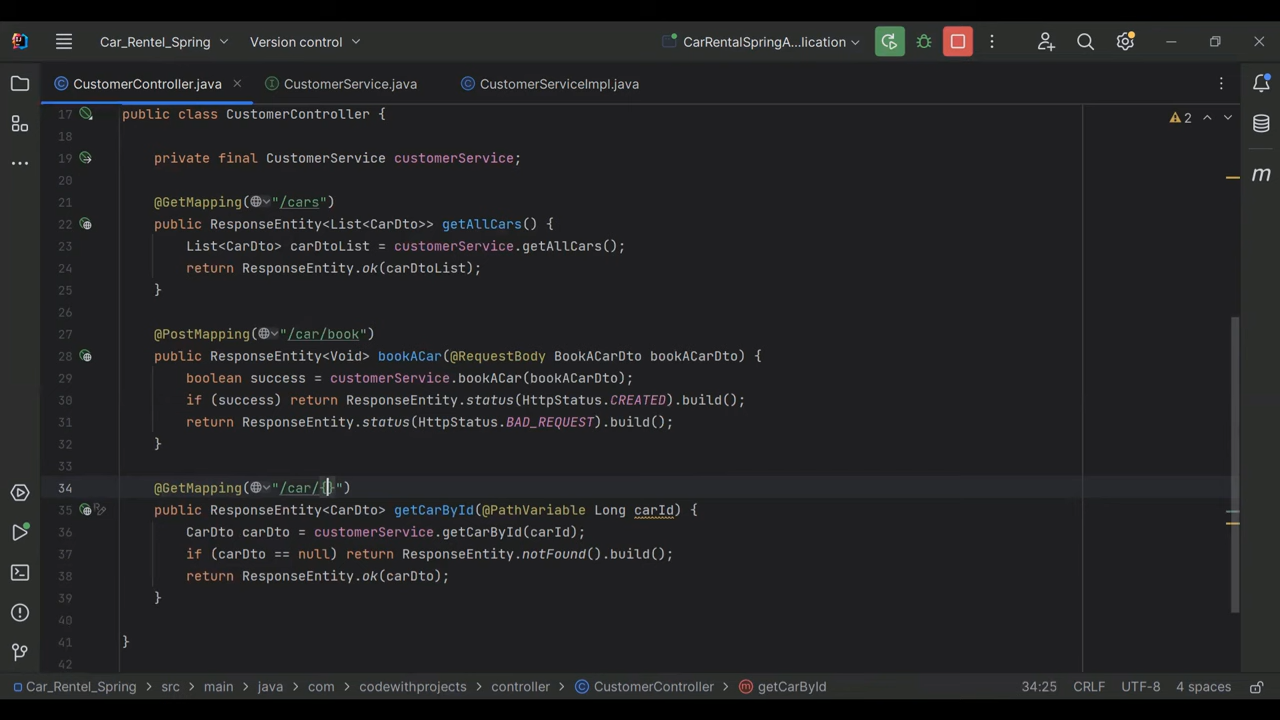 Car_Rentel_Spring
Version control
CarRentalSpringA...lication
CustomerController.java
CustomerService.java
CustomerServiceImpl.java
2
17 public class CustomerController {
18
19 private final CustomerService customerService;
20
21 @GetMapping("/cars")
22 public ResponseEntity<List<CarDto>> getAllCars() {
23 List<CarDto> carDtoList = customerService.getAllCars();
24 return ResponseEntity.ok(carDtoList);
25 }
26
27 @PostMapping("/car/book")
28 public ResponseEntity<Void> bookACar(@RequestBody BookACarDto bookACarDto) {
29 boolean success = customerService.bookACar(bookACarDto);
30 if (success) return ResponseEntity.status(HttpStatus.CREATED).build();
31 return ResponseEntity.status(HttpStatus.BAD_REQUEST).build();
32 }
33
34 @GetMapping("/car/{}")
35 public ResponseEntity<CarDto> getCarById(@PathVariable Long carId) {
36 CarDto carDto = customerService.getCarById(carId);
37 if (carDto == null) return ResponseEntity.notFound().build();
38 return ResponseEntity.ok(carDto);
39 }
40
41 }
42
m
Car_Rentel_Spring > src > main > java > com > codewithprojects > controller > CustomerController > getCarById
34:25 CRLF UTF-8 4 spaces